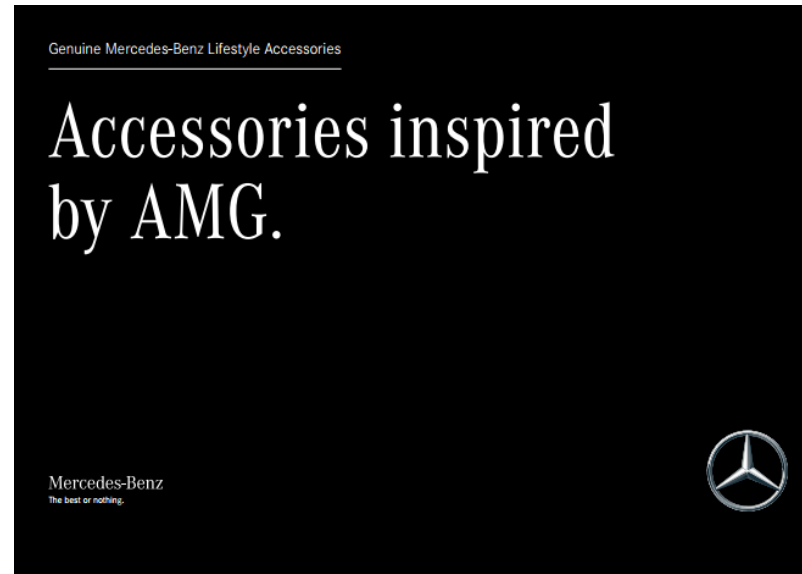 Genuine Mercedes-Benz Lifestyle Accessories
Accessories inspired
by AMG.
Mercedes-Benz
The best or nothing.